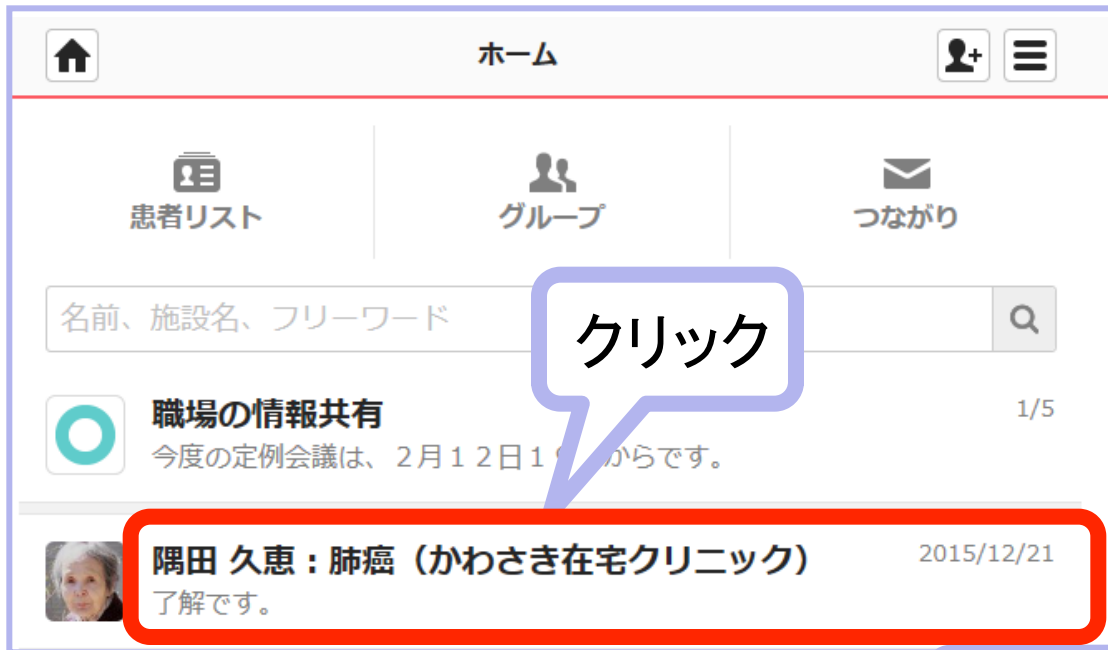 ホーム
患者リスト
グループ
つながり
名前、施設名、フリーワード
クリック
職場の情報共有
1/5
今度の定例会議は、2月12日1 からです。
隅田 久恵：肺癌（かわさき在宅クリニック）
2015/12/21
了解です。